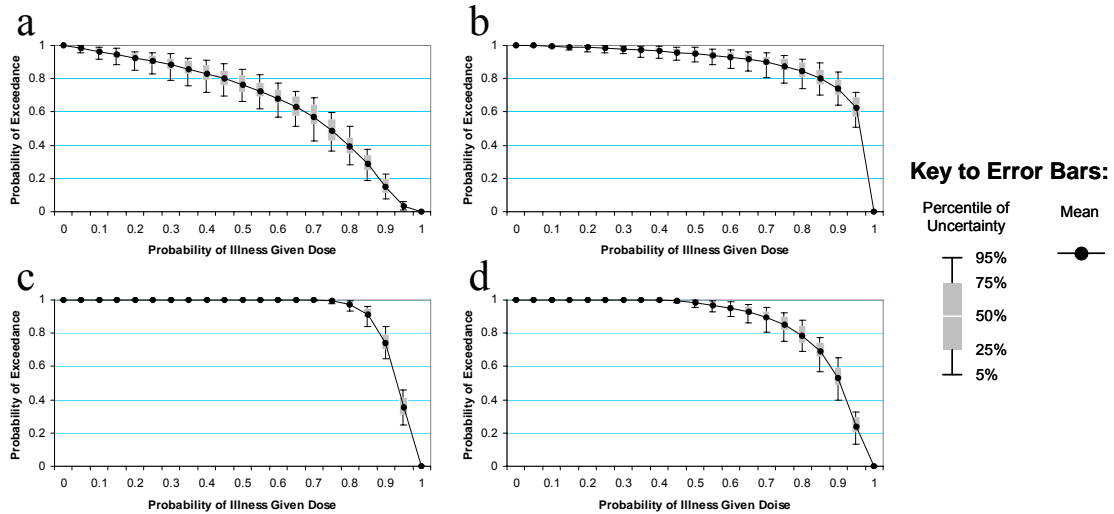 a
Probability of Exceedance
1
0.8
0.6
0.4
0.2
0
0 0.1 0.2 0.3 0.4 0.5 0.6 0.7 0.8 0.9 1
Probability of Illness Given Dose
b
Probability of Exceedance
1
0.8
0.6
0.4
0.2
0
0 0.1 0.2 0.3 0.4 0.5 0.6 0.7 0.8 0.9 1
Probability of Illness Given Dose
c
Probability of Exceedance
1
0.8
0.6
0.4
0.2
0
0 0.1 0.2 0.3 0.4 0.5 0.6 0.7 0.8 0.9 1
Probability of Illness Given Dose
d
Probability of Exceedance
1
0.8
0.6
0.4
0.2
0
0 0.1 0.2 0.3 0.4 0.5 0.6 0.7 0.8 0.9 1
Probability of Illness Given Doise
Key to Error Bars:
Percentile of
Uncertainty
Mean
95%
75%
50%
25%
5%